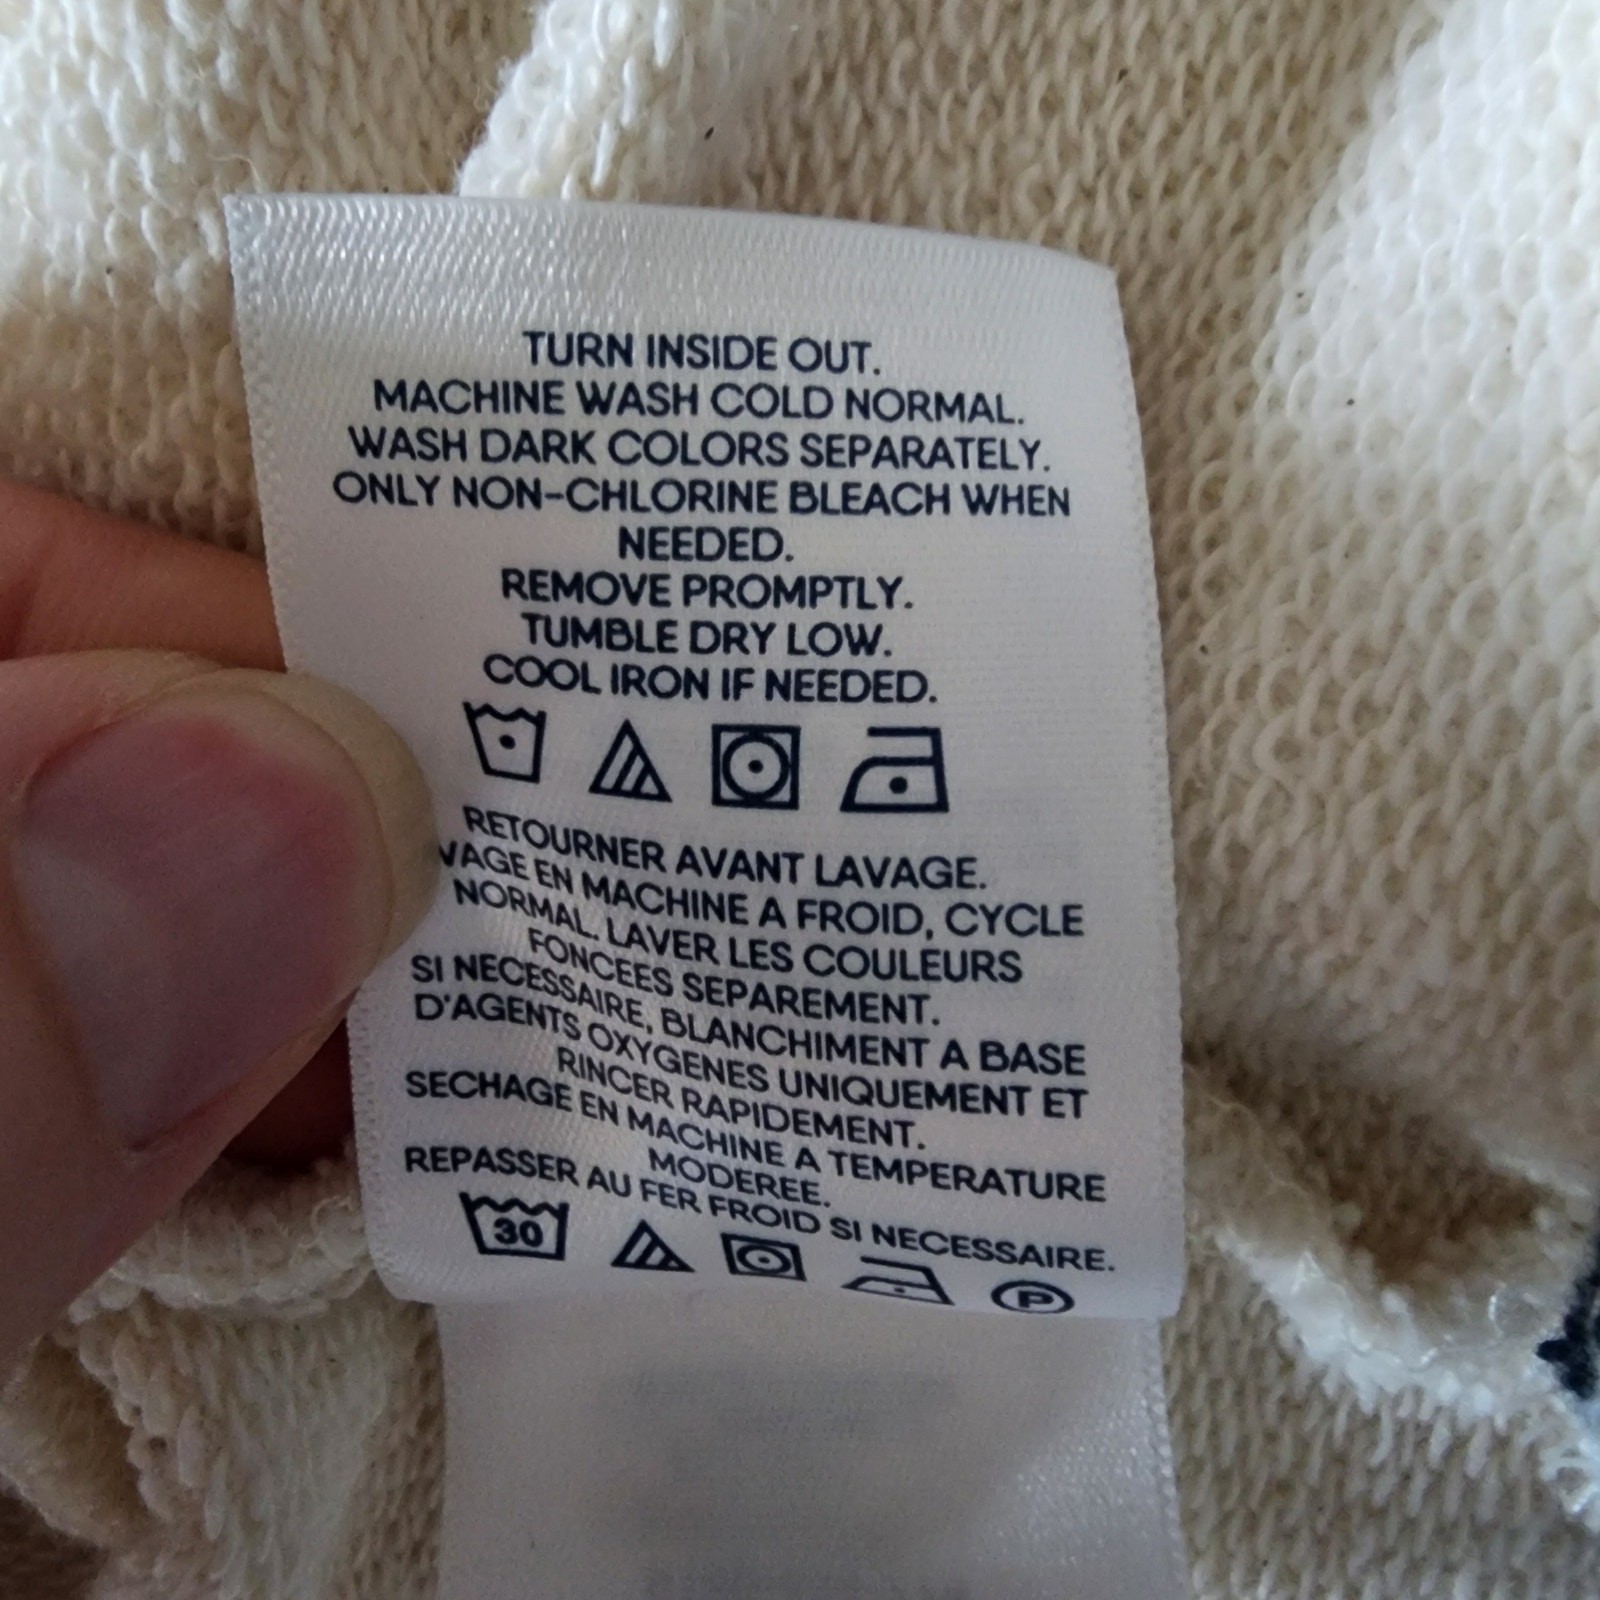 TURN INSIDE OUT.
MACHINE WASH COLD NORMAL.
WASH DARK COLORS SEPARATELY.
ONLY NON-CHLORINE BLEACH WHEN
NEEDED.
REMOVE PROMPTLY.
TUMBLE DRY LOW.
COOL IRON IF NEEDED.
RETOURNER AVANT LAVAGE.
VAGE EN MACHINE A FROID, CYCLE
NORMAL. LAVER LES COULEURS
FONCEES SEPAREMENT.
SI NECESSAIRE, BLANCHIMENT A BASE
D'AGENTS OXYGENES UNIQUEMENT ET
RINCER RAPIDEMENT.
SECHAGE EN MACHINE A TEMPERATURE
MODEREE.
REPASSER AU FER FROID SI NECESSAIRE.
30 P